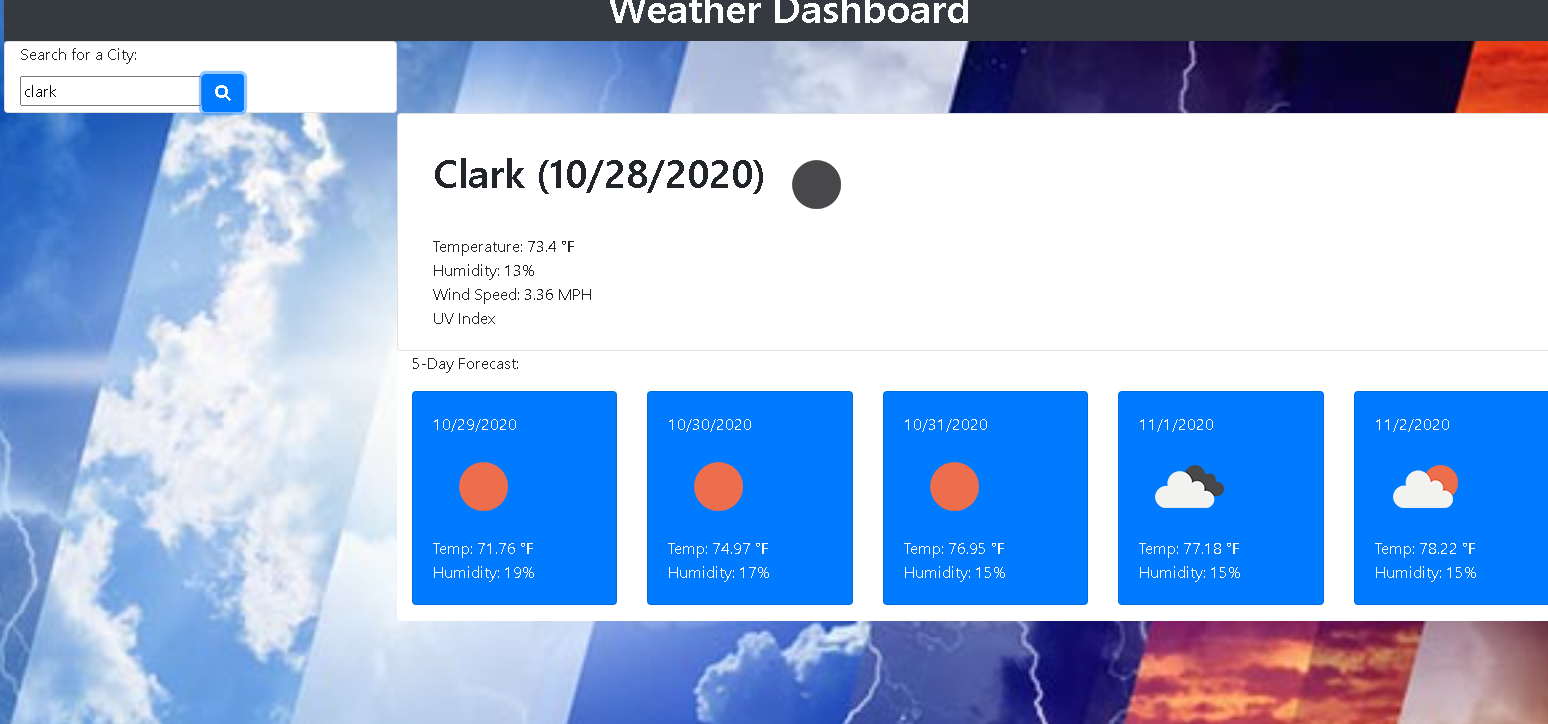 Weather Dashboard
Search for a City:
clark
Clark (10/28/2020)
Temperature: 73.4 °F
Humidity: 13%
Wind Speed: 3.36 MPH
UV Index
5-Day Forecast:
10/29/2020
Temp: 71.76 °F
Humidity: 19%
10/30/2020
Temp: 74.97 °F
Humidity: 17%
10/31/2020
Temp: 76.95 °F
Humidity: 15%
11/1/2020
Temp: 77.18 °F
Humidity: 15%
11/2/2020
Temp: 78.22 °F
Humidity: 15%